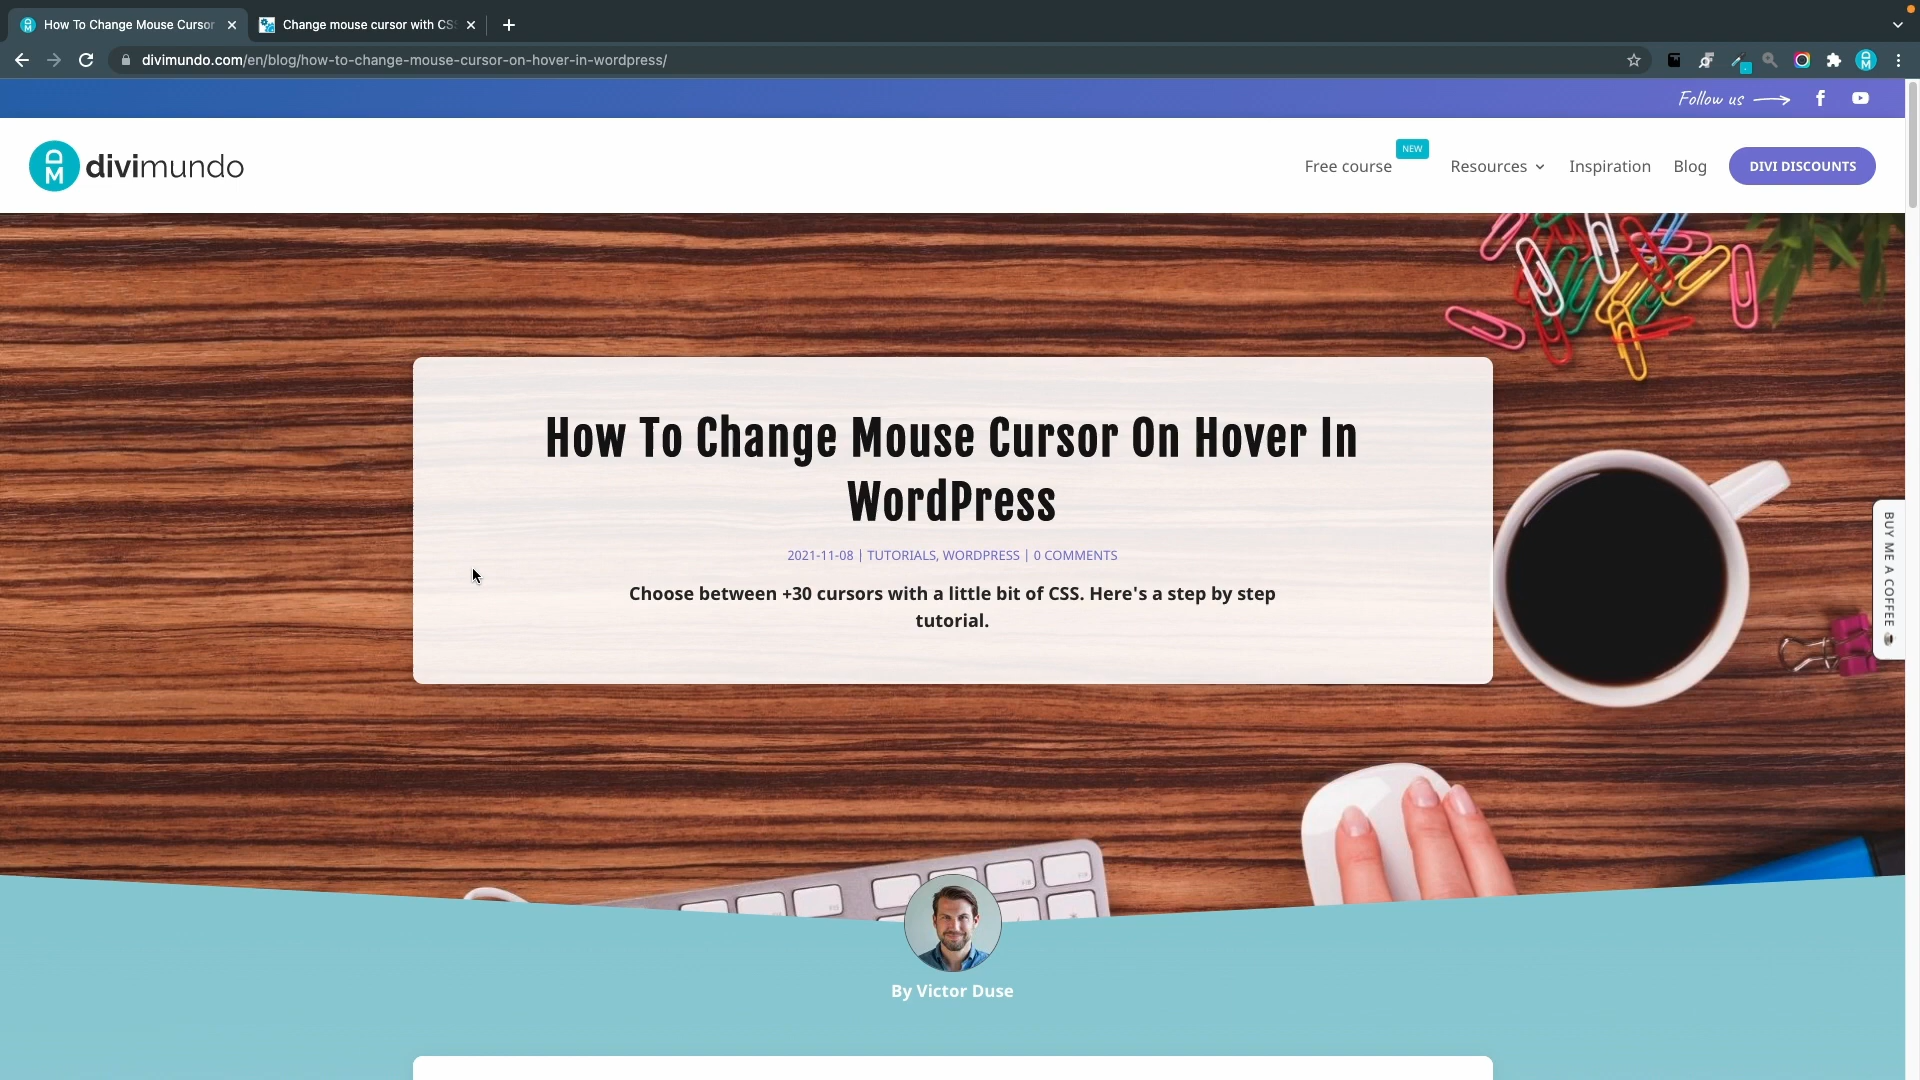 How To Change Mouse Cursor
Change mouse cursor with CS
divimundo.com/en/blog/how-to-change-mouse-cursor-on-hover-in-wordpress/
Follow us
divimundo
Free course
NEW
Resources
Inspiration
Blog
DIVI DISCOUNTS
How To Change Mouse Cursor On Hover In
WordPress
2021-11-08 | TUTORIALS, WORDPRESS | 0 COMMENTS
Choose between +30 cursors with a little bit of CSS. Here's a step by step
tutorial.
BUY ME A COFFEE
By Victor Duse